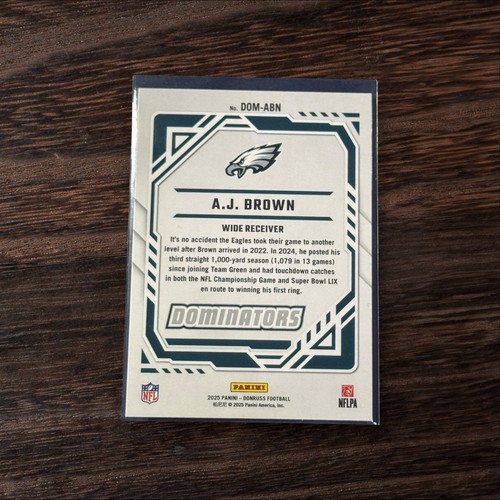 No. DOM-ABN
A.J. BROWN
WIDE RECEIVER
It's no accident the Eagles took their game to another
level after Brown arrived in 2022. In 2024, he posted his
third straight 1,000-yard season (1,079 in 13 games)
since joining Team Green and had touchdown catches
in both the NFL Championship Game and Super Bowl LIX
en route to winning his first ring.
DOMINATORS
NFL
PANINI
NFLPA
2025 PANINI – DONRUSS FOOTBALL
© 2025 Panini America, Inc.